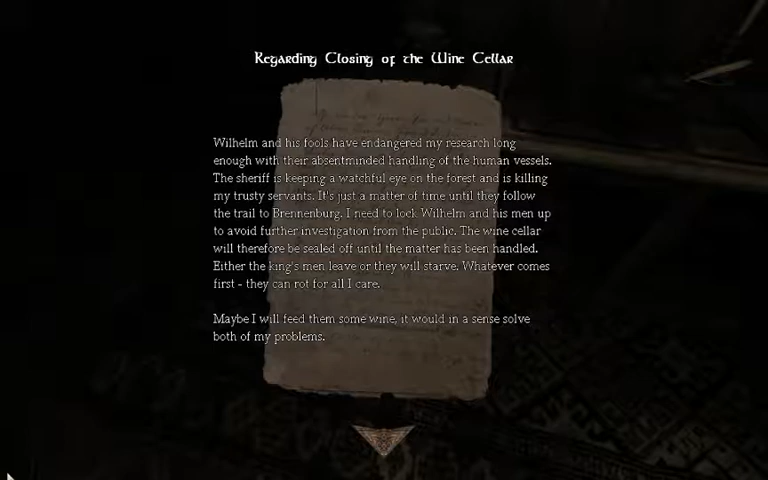 Regarding Closing of the Wine Cellar
Wilhelm and his fools have endangered my research long
enough with their absentminded handling of the human vessels.
The sheriff is keeping a watchful eye on the forest and is killing
my trusty servants. It's just a matter of time until they follow
the trail to Brennenburg. I need to lock Wilhelm and his men up
to avoid further investigation from the public. The wine cellar
will therefore be sealed off until the matter has been handled.
Either the king's men leave or they will starve. Whatever comes
first - they can rot for all I care.
Maybe I will feed them some wine, it would in a sense solve
both of my problems.